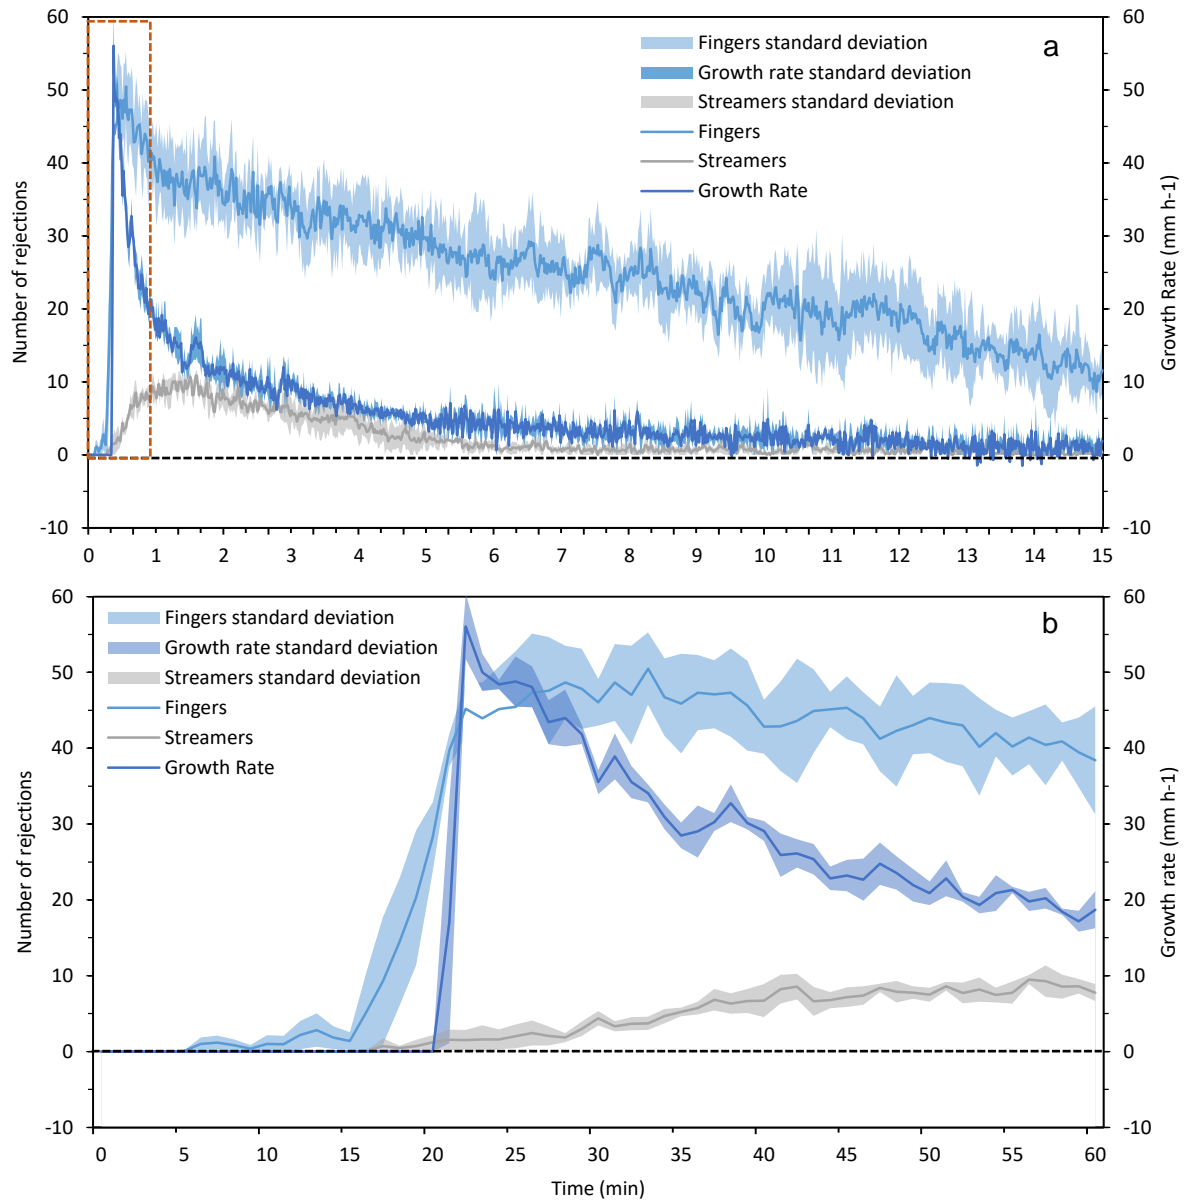 60
50
40
30
20
10
0
-10
Number of rejections
Fingers standard deviation
Growth rate standard deviation
Streamers standard deviation
Fingers
Streamers
Growth Rate
a
60
50
40
30
20
10
0
-10
Growth Rate (mm h-1)
0 1 2 3 4 5 6 7 8 9 10 11 12 13 14 15
60
50
40
30
20
10
0
-10
Number of rejections
Fingers standard deviation
Growth rate standard deviation
Streamers standard deviation
Fingers
Streamers
Growth Rate
b
60
50
40
30
20
10
0
-10
Growth rate (mm h-1)
0 5 10 15 20 25 30 35 40 45 50 55 60
Time (min)